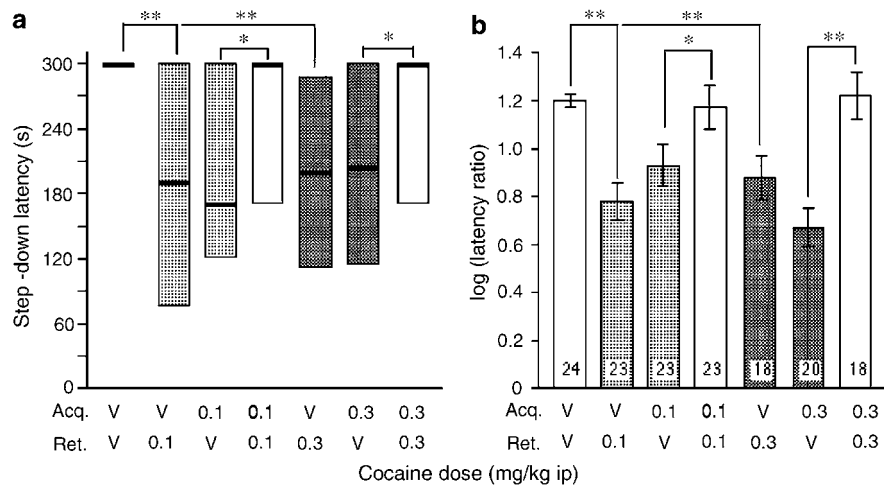 a
**
**
*
*
Step -down latency (s)
300
240
180
120
60
0
Acq. V V 0.1 0.1 V 0.3 0.3
Ret. V 0.1 V 0.1 0.3 V 0.3
b
**
**
*
**
log (latency ratio)
1.4
1.2
1.0
0.8
0.6
0.4
0.2
0
24 23 23 23 18 20 18
Acq. V V 0.1 0.1 V 0.3 0.3
Ret. V 0.1 V 0.1 0.3 V 0.3
Cocaine dose (mg/kg ip)